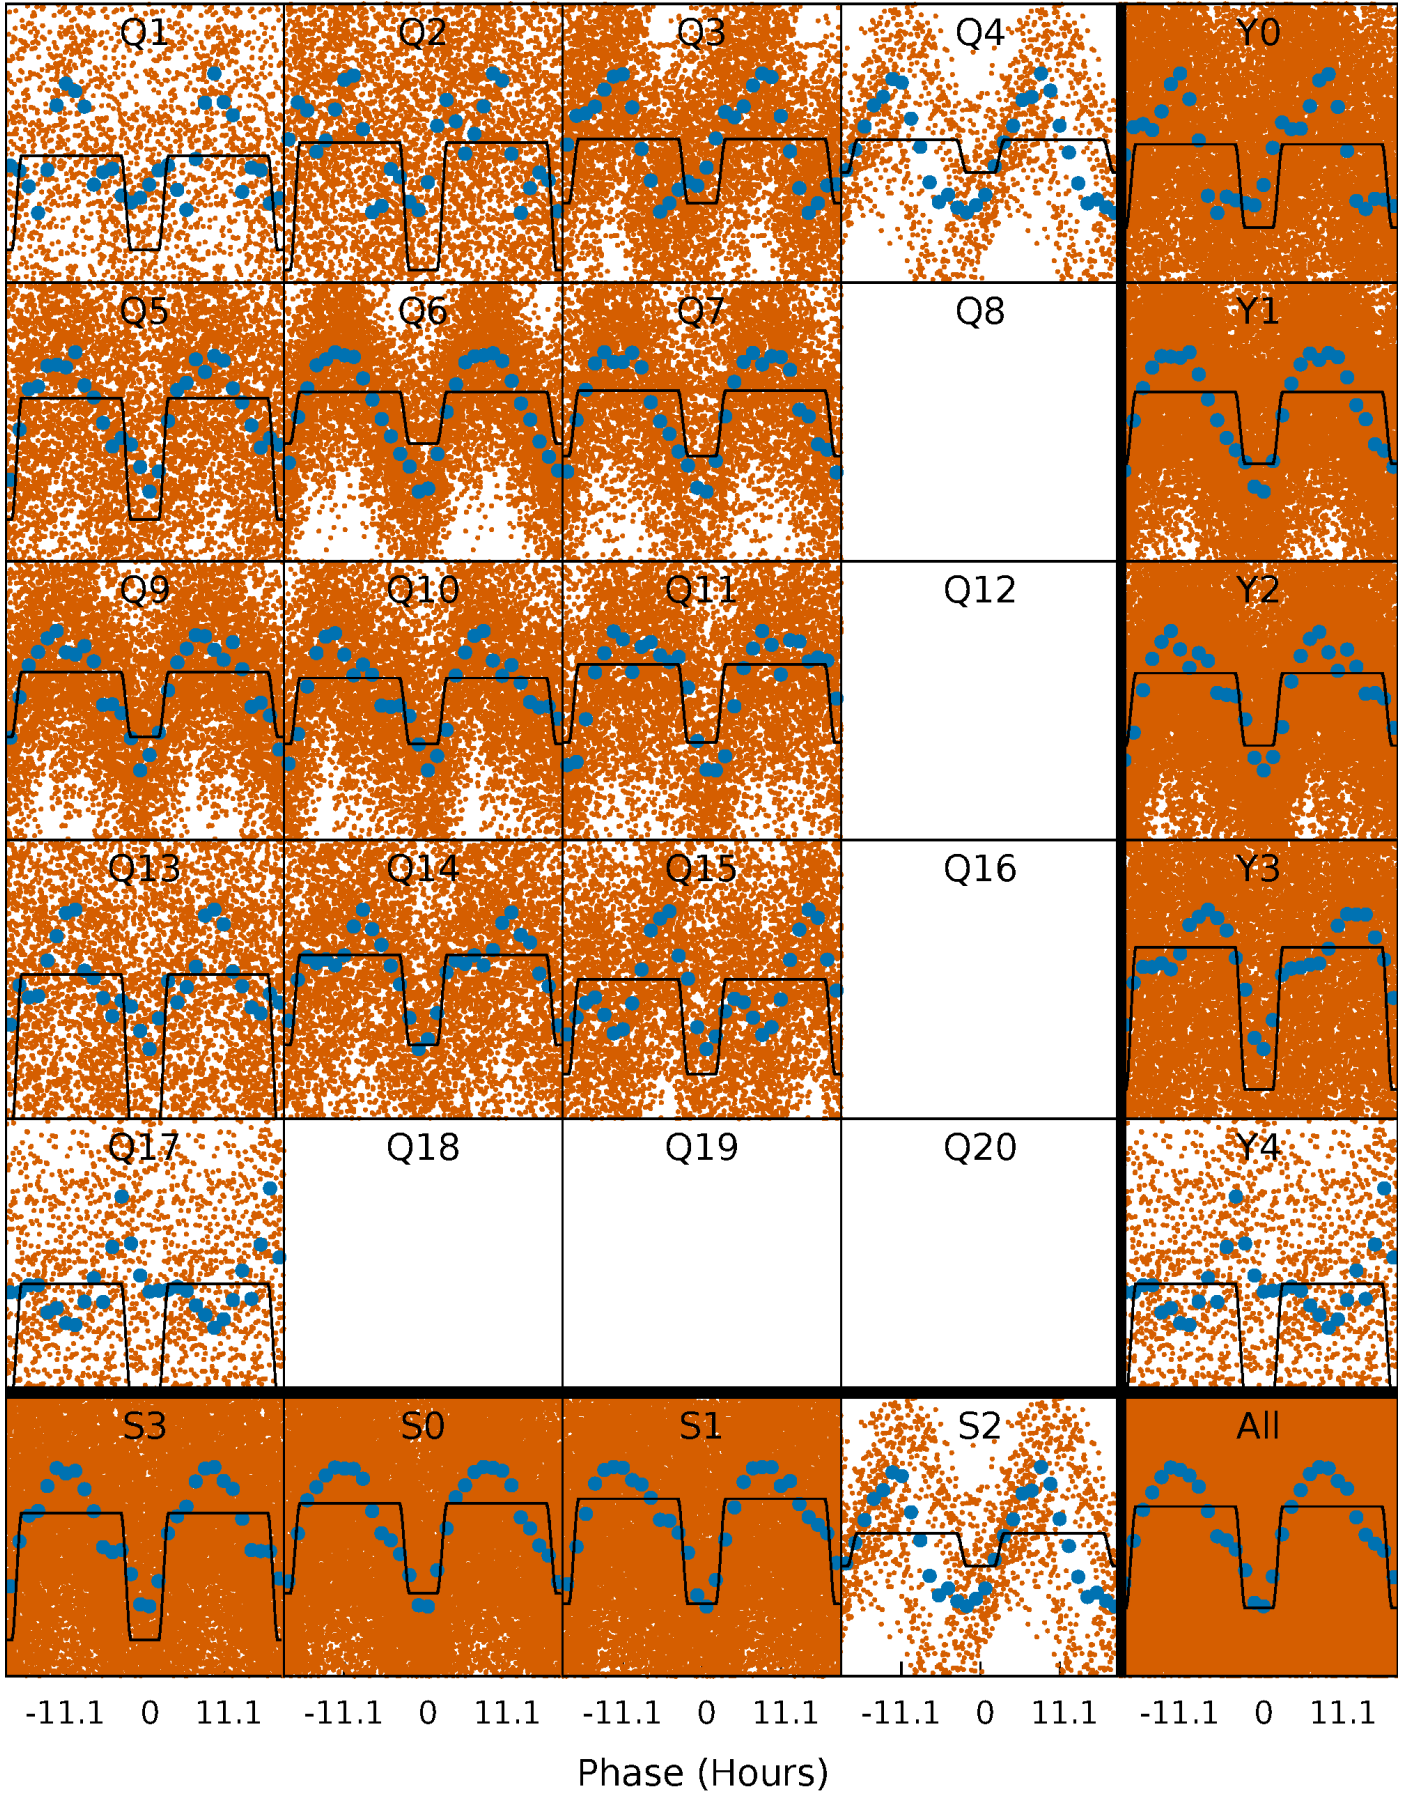 Q1 Q2 Q3 Q4 Y0
Q5 Q6 Q7 Q8 Y1
Q9 Q10 Q11 Q12 Y2
Q13 Q14 Q15 Q16 Y3
Q17 Q18 Q19 Q20 Y4
S3 S0 S1 S2 All
-11.1 0 11.1 -11.1 0 11.1 -11.1 0 11.1 -11.1 0 11.1 -11.1 0 11.1
Phase (Hours)